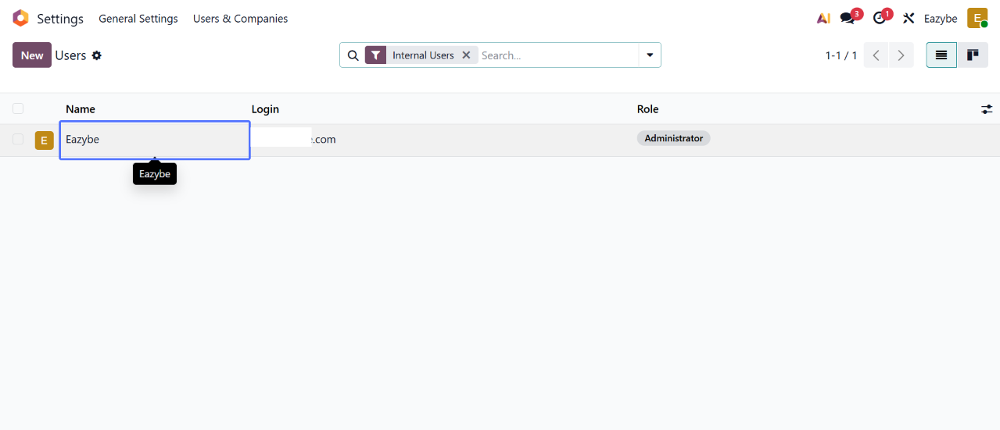 Settings General Settings Users & Companies AI 3 1 Eazybe E
New Users Internal Users Search... 1-1 / 1
Name Login Role
E Eazybe .com Administrator
Eazybe